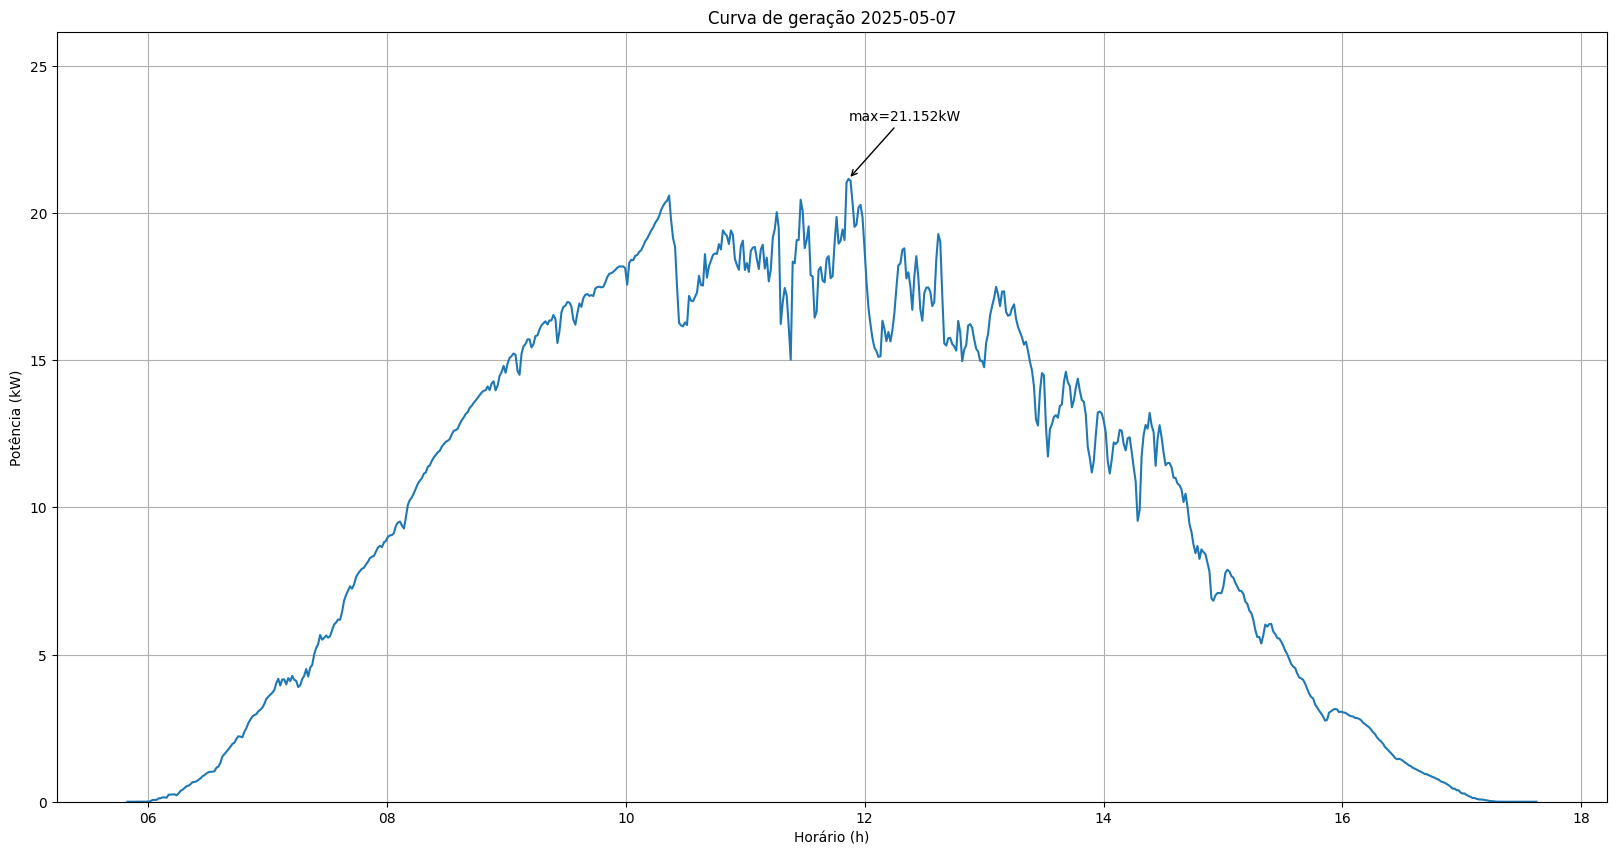 Curva de geração 2025-05-07
25
max=21.152kW
20
15
Potência (kW)
10
5
0
06 08 10 12 14 16 18
Horário (h)